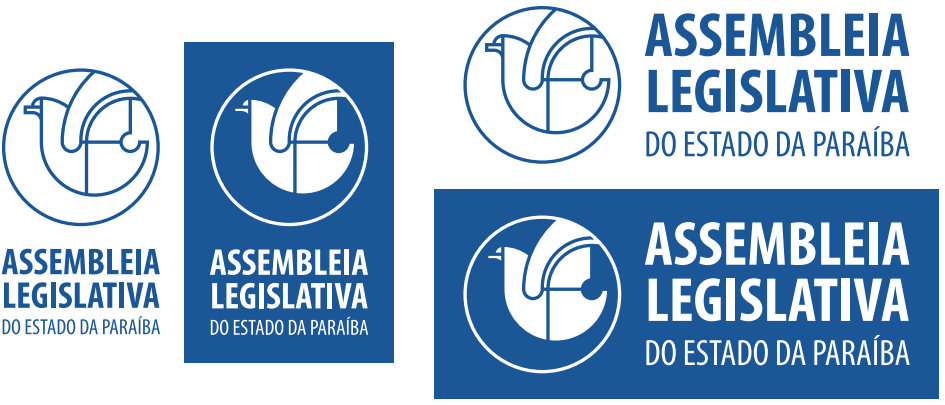 ASSEMBLEIA
LEGISLATIVA
DO ESTADO DA PARAÍBA
ASSEMBLEIA
LEGISLATIVA
DO ESTADO DA PARAÍBA
ASSEMBLEIA
LEGISLATIVA
DO ESTADO DA PARAÍBA
ASSEMBLEIA
LEGISLATIVA
DO ESTADO DA PARAÍBA